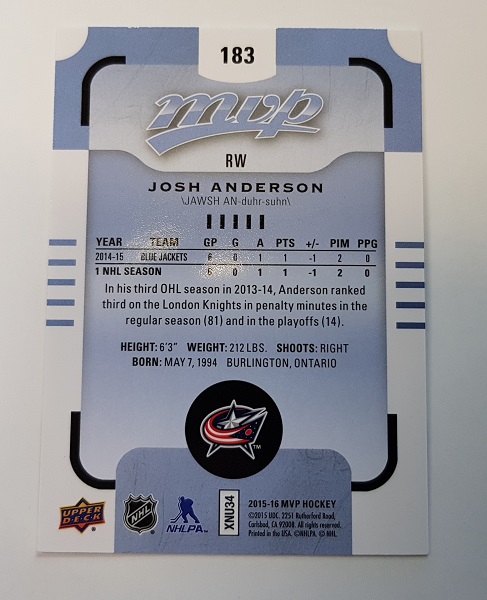 183
mvp
RW
JOSH ANDERSON
\JAWSH AN-duhr-suhn\
YEAR TEAM GP G A PTS +/- PIM PPG
2014-15 BLUE JACKETS 6 0 1 1 -1 2 0
1 NHL SEASON 6 0 1 1 -1 2 0
In his third OHL season in 2013-14, Anderson ranked
third on the London Knights in penalty minutes in the
regular season (81) and in the playoffs (14).
HEIGHT: 6'3" WEIGHT: 212 LBS. SHOOTS: RIGHT
BORN: MAY 7, 1994 BURLINGTON, ONTARIO
TM
UPPER
DECK
NHL
NHLPA
XNU34
2015-16 MVP HOCKEY
©2015 UDC. 2251 Rutherford Road,
Carlsbad, CA 92008. All rights reserved.
Printed in the USA. ©NHLPA. © NHL.